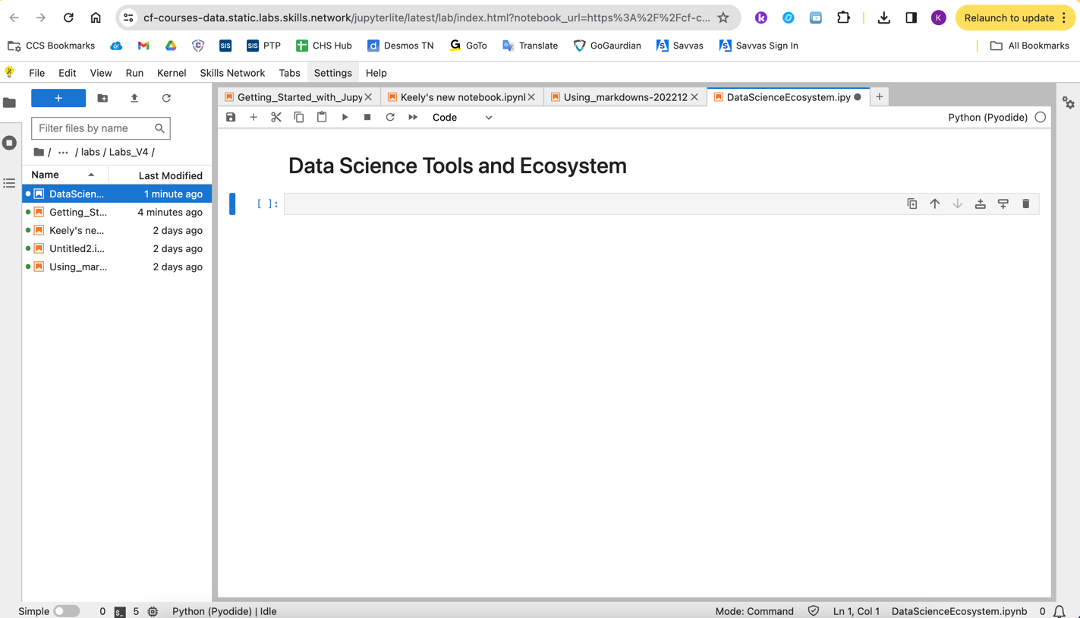 cf-courses-data.static.labs.skills.network/jupyterlite/latest/lab/index.html?notebook_url=https%3A%2F%2Fcf-c... k K Relaunch to update
CCS Bookmarks SIS SIS PTP CHS Hub d Desmos TN G GoTo Translate GoGaurdian Savvas Savvas Sign In All Bookmarks
File Edit View Run Kernel Skills Network Tabs Settings Help
+ Getting_Started_with_Jupy Keely's new notebook.ipynl Using_markdowns-202212 DataScienceEcosystem.ipy
Filter files by name Code Python (Pyodide)
/ ... / labs / Labs_V4 /
Name Last Modified
Data Science Tools and Ecosystem
DataScien... 1 minute ago
[ ]:
Getting_St... 4 minutes ago
Keely's ne... 2 days ago
Untitled2.i... 2 days ago
Using_mar... 2 days ago
Simple 0 5 Python (Pyodide) | Idle Mode: Command Ln 1, Col 1 DataScienceEcosystem.ipynb 0